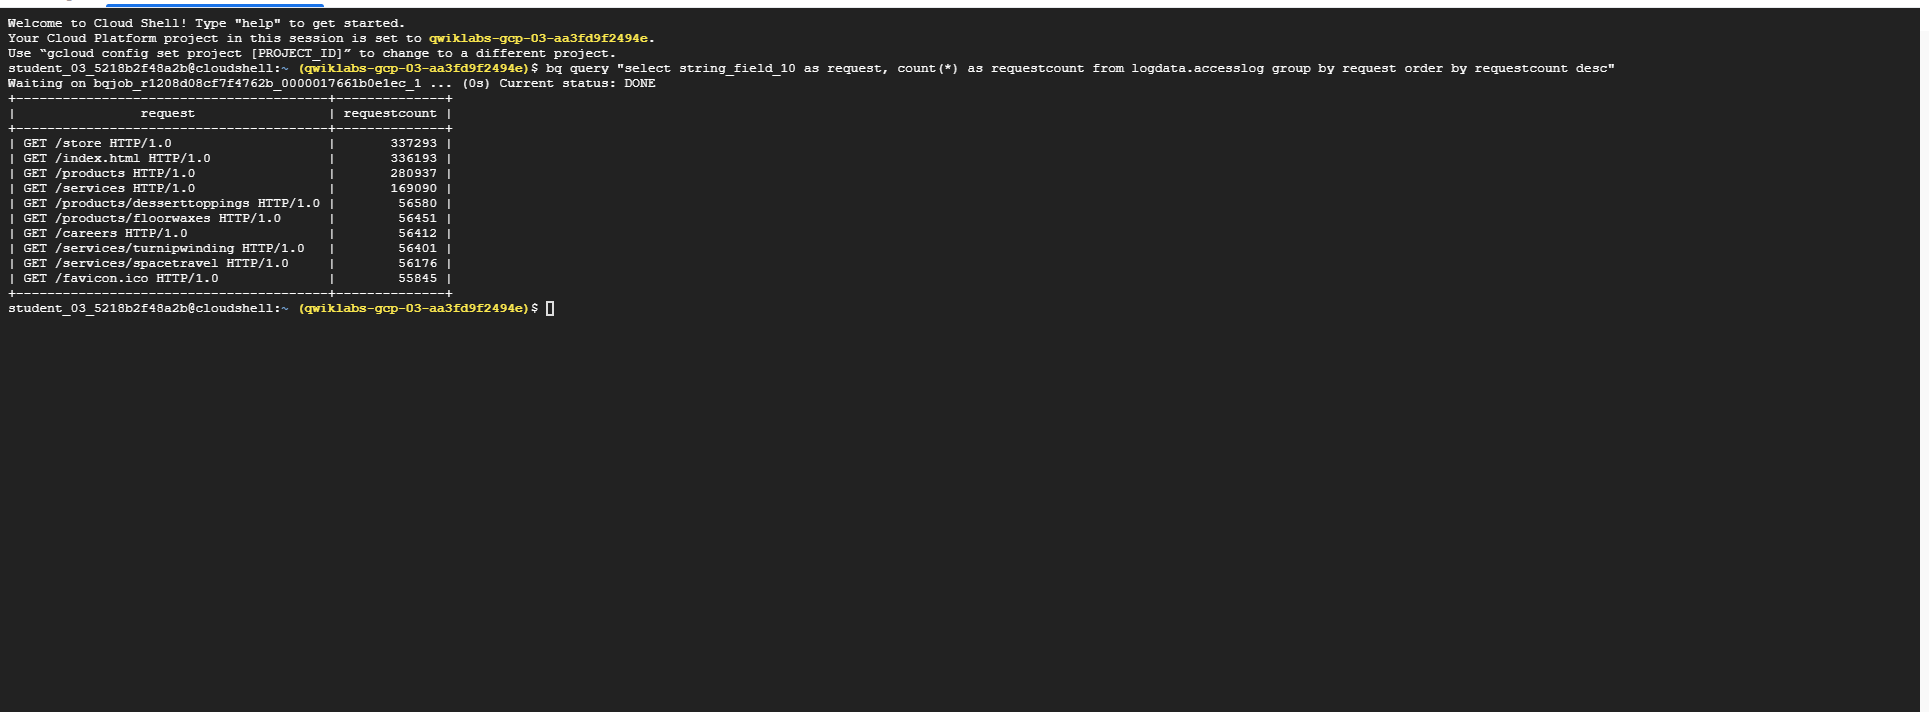 Welcome to Cloud Shell! Type "help" to get started.
Your Cloud Platform project in this session is set to qwiklabs-gcp-03-aa3fd9f2494e.
Use “gcloud config set project [PROJECT_ID]” to change to a different project.
student_03_5218b2f48a2b@cloudshell:~ (qwiklabs-gcp-03-aa3fd9f2494e)$ bq query "select string_field_10 as request, count(*) as requestcount from logdata.accesslog group by request order by requestcount desc"
Waiting on bqjob_r1208d08cf7f4762b_0000017661b0e1ec_1 ... (0s) Current status: DONE
+----------------------------------------+--------------+
|                request                 | requestcount |
+----------------------------------------+--------------+
| GET /store HTTP/1.0                    |       337293 |
| GET /index.html HTTP/1.0               |       336193 |
| GET /products HTTP/1.0                 |       280937 |
| GET /services HTTP/1.0                 |       169090 |
| GET /products/desserttoppings HTTP/1.0 |        56580 |
| GET /products/floorwaxes HTTP/1.0      |        56451 |
| GET /careers HTTP/1.0                  |        56412 |
| GET /services/turnipwinding HTTP/1.0   |        56401 |
| GET /services/spacetravel HTTP/1.0     |        56176 |
| GET /favicon.ico HTTP/1.0              |        55845 |
+----------------------------------------+--------------+
student_03_5218b2f48a2b@cloudshell:~ (qwiklabs-gcp-03-aa3fd9f2494e)$